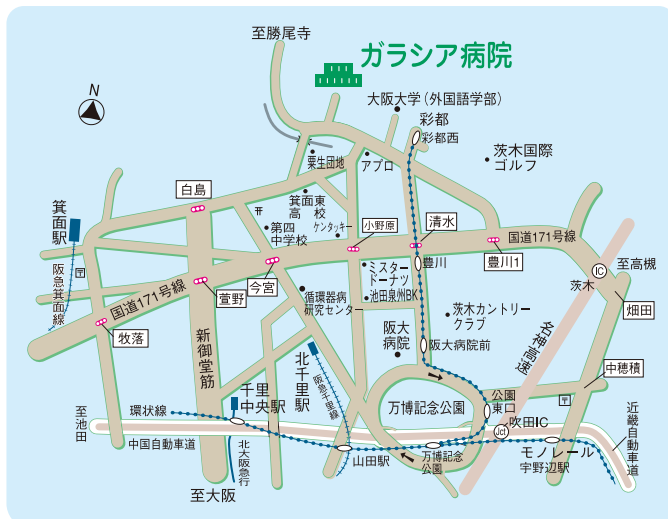 至勝尾寺
ガラシア病院
N
大阪大学(外国語学部)
彩都
彩都西
茨木国際
ゴルフ
粟生団地
アプロ
箕面東
高校
白島
箕面駅
〒
第四
中学校
ケンタッキー
小野原
清水
国道171号線
豊川
豊川1
至高槻
IC
茨木
畑田
阪急箕面線
〒
国道171号線
萱野
今宮
ミスター
ドーナツ
池田泉州BK
循環器病
研究センター
茨木カントリー
クラブ
牧落
新御堂筋
北千里駅
阪急千里線
阪大
病院
阪大病院前
名神高速
中穂積
千里
中央駅
万博記念公園
公園
東口
〒
至池田
環状線
中国自動車道
北大阪急行
山田駅
万博記念
公園
Jct
吹田IC
モノレール
宇野辺駅
近畿自動車道
至大阪